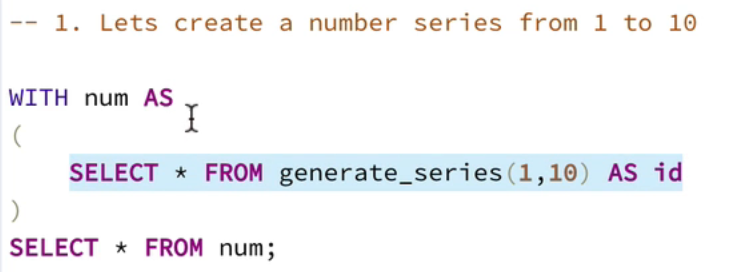 -- 1. Lets create a number series from 1 to 10
WITH num AS
(
SELECT * FROM generate_series(1,10) AS id
)
SELECT * FROM num;